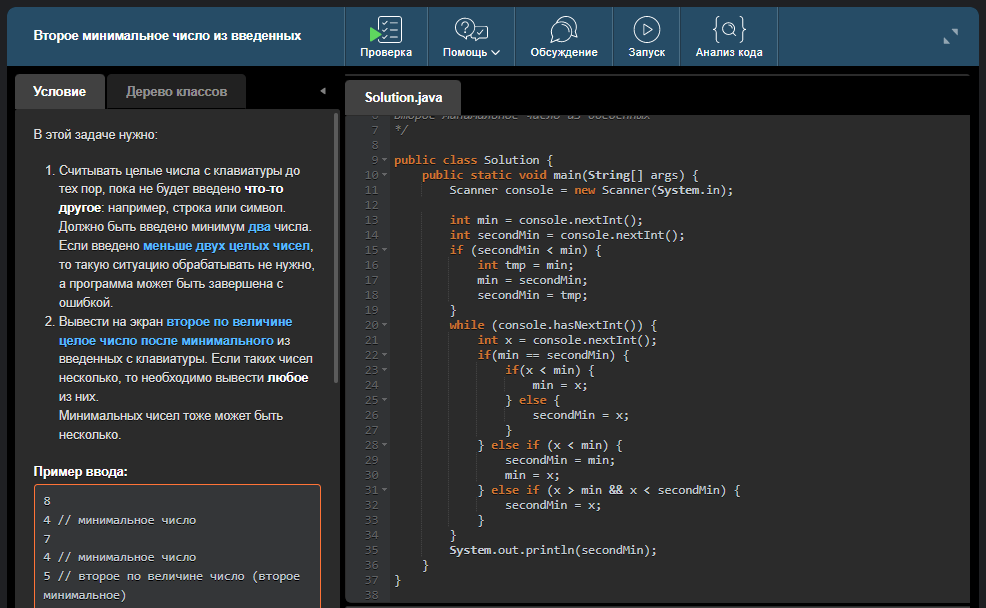 Второе минимальное число из введенных
Проверка
Помощь
Обсуждение
Запуск
Анализ кода
Условие
Дерево классов
В этой задаче нужно:
1. Считывать целые числа с клавиатуры до
тех пор, пока не будет введено что-то
другое: например, строка или символ.
Должно быть введено минимум два числа.
Если введено меньше двух целых чисел,
то такую ситуацию обрабатывать не нужно,
а программа может быть завершена с
ошибкой.
2. Вывести на экран второе по величине
целое число после минимального из
введенных с клавиатуры. Если таких чисел
несколько, то необходимо вывести любое
из них.
Минимальных чисел тоже может быть
несколько.
Пример ввода:
8
4 // минимальное число
7
4 // минимальное число
5 // второе по величине число (второе
минимальное)
Solution.java
7 */
8
9 public class Solution {
10 public static void main(String[] args) {
11 Scanner console = new Scanner(System.in);
12
13 int min = console.nextInt();
14 int secondMin = console.nextInt();
15 if (secondMin < min) {
16 int tmp = min;
17 min = secondMin;
18 secondMin = tmp;
19 }
20 while (console.hasNextInt()) {
21 int x = console.nextInt();
22 if(min == secondMin) {
23 if(x < min) {
24 min = x;
25 } else {
26 secondMin = x;
27 }
28 } else if (x < min) {
29 secondMin = min;
30 min = x;
31 } else if (x > min && x < secondMin) {
32 secondMin = x;
33 }
34 }
35 System.out.println(secondMin);
36 }
37 }
38